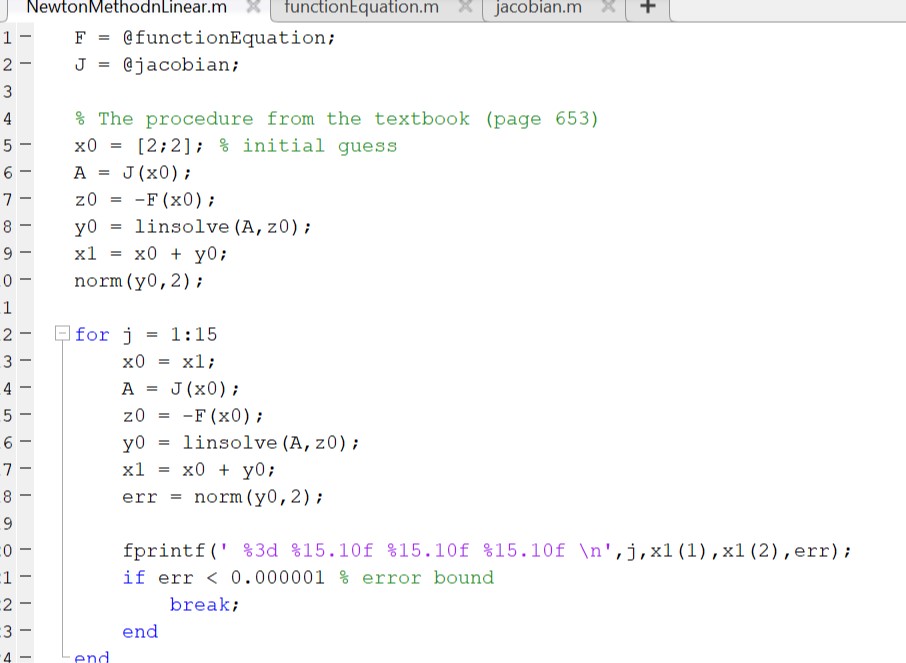 NewtonMethodnLinear.m × functionEquation.m × jacobian.m × +
1 – F = @functionEquation;
2 – J = @jacobian;
3
4 % The procedure from the textbook (page 653)
5 – x0 = [2;2]; % initial guess
6 – A = J(x0);
7 – z0 = -F(x0);
8 – y0 = linsolve(A,z0);
9 – x1 = x0 + y0;
0 – norm(y0,2);
1
2 – for j = 1:15
3 – x0 = x1;
4 – A = J(x0);
5 – z0 = -F(x0);
6 – y0 = linsolve(A,z0);
7 – x1 = x0 + y0;
8 – err = norm(y0,2);
9
0 – fprintf(' %3d %15.10f %15.10f %15.10f \n',j,x1(1),x1(2),err);
1 – if err < 0.000001 % error bound
2 – break;
3 – end
4 – end